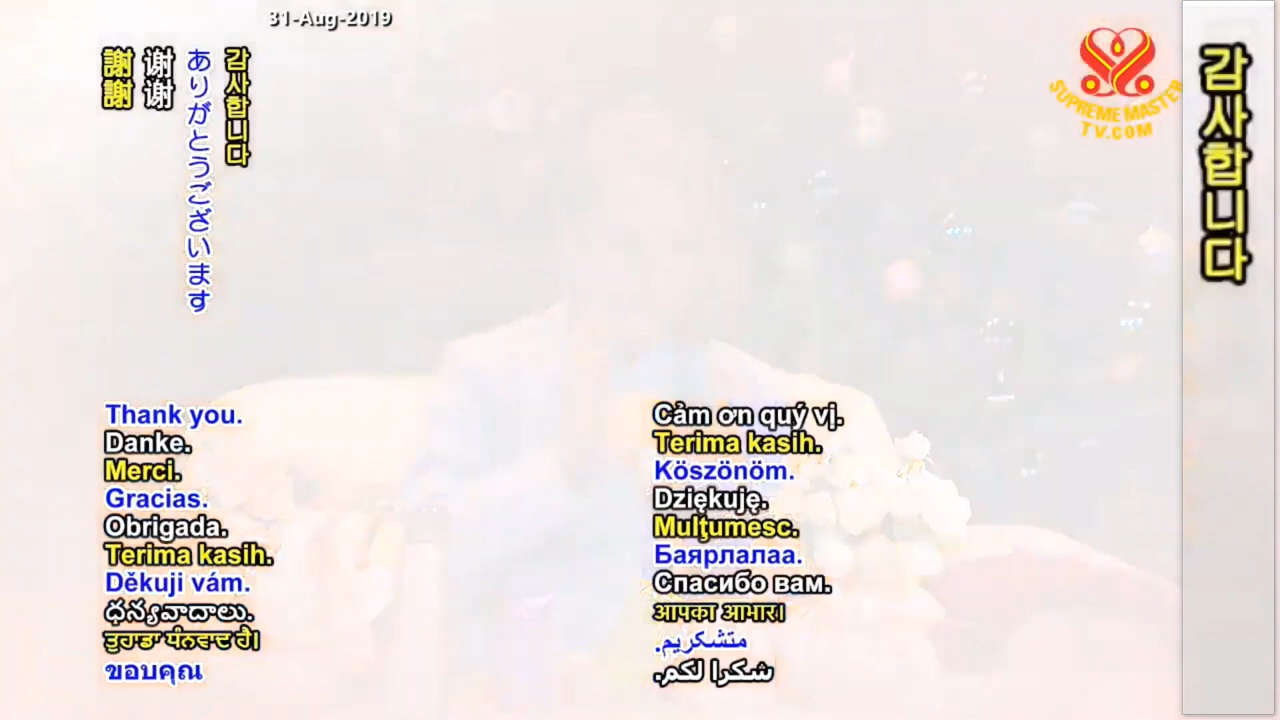 31-Aug-2019
SUPREME MASTER
TV.COM
감사합니다
ありがとうございます
谢谢
謝謝
감사합니다
Thank you.
Danke.
Merci.
Gracias.
Obrigada.
Terima kasih.
Děkuji vám.
ధన్యవాదాలు.
ਤੁਹਾਡਾ ਧੰਨਵਾਦ ਹੈ।
ขอบคุณ
Cảm ơn quý vị.
Terima kasih.
Köszönöm.
Dziękuję.
Mulţumesc.
Баярлалаа.
Спасибо вам.
आपका आभार।
متشکریم.
شكرا لكم.